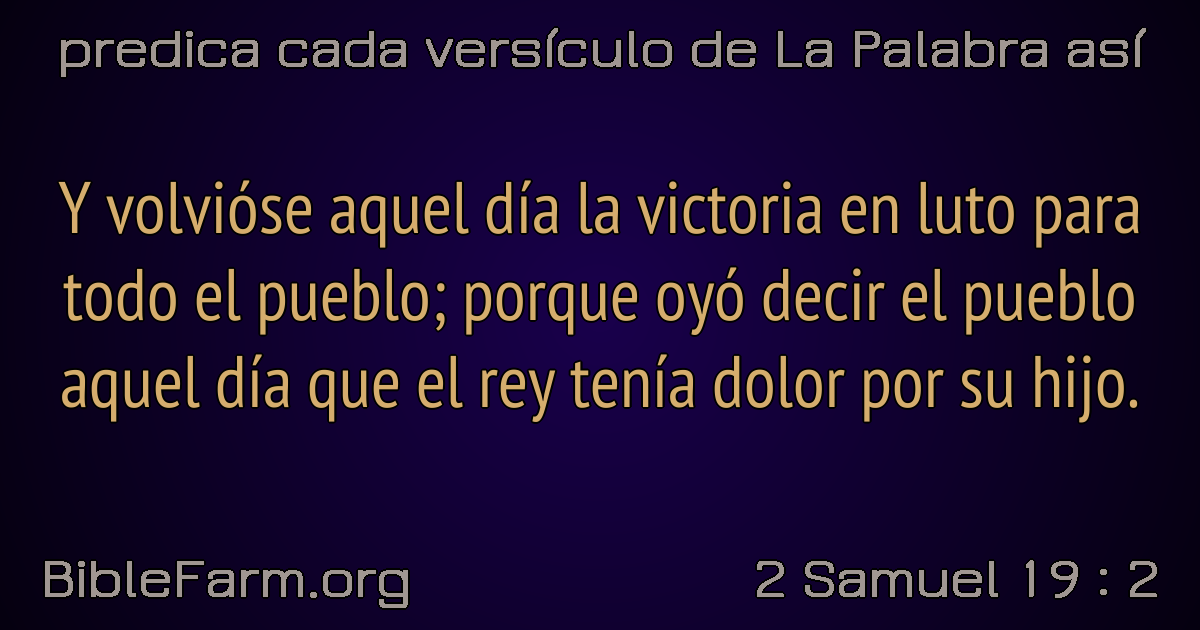 predica cada versículo de La Palabra así
Y volvióse aquel día la victoria en luto para
todo el pueblo; porque oyó decir el pueblo
aquel día que el rey tenía dolor por su hijo.
BibleFarm.org
2 Samuel 19 : 2